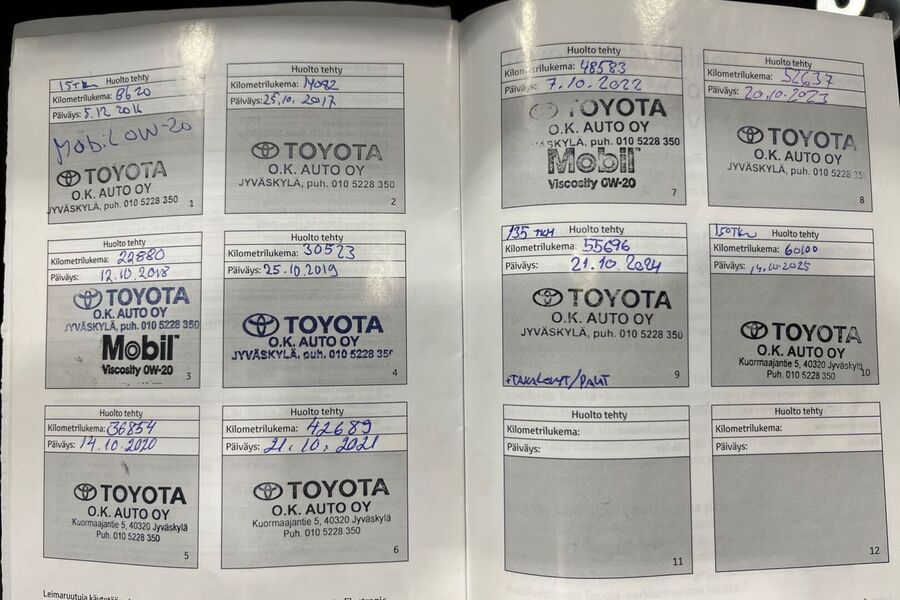 Huolto tehty
15 tkm
Kilometrilukema: 8620
Päiväys: 5.12 2016
Mobil 0W-20
TOYOTA
O.K. AUTO OY
JYVÄSKYLÄ, puh. 010 5228 350
1
Huolto tehty
Kilometrilukema: 14082
Päiväys: 25.10. 2017
TOYOTA
O.K. AUTO OY
JYVÄSKYLÄ, puh. 010 5228 350
2
Huolto tehty
Kilometrilukema: 22880
Päiväys: 12.10.2018
TOYOTA
O.K. AUTO OY
JYVÄSKYLÄ, puh. 010 5228 350
Mobil
Viscosity 0W-20
3
Huolto tehty
Kilometrilukema: 30523
Päiväys: 25.10.2019
TOYOTA
O.K. AUTO OY
JYVÄSKYLÄ, puh. 010 5228 35
4
Huolto tehty
Kilometrilukema: 36854
Päiväys: 14.10.2020
TOYOTA
O.K. AUTO OY
Kuormaajantie 5, 40320 Jyväskylä
Puh. 010 5228 350
5
Huolto tehty
Kilometrilukema: 42689
Päiväys: 21.10.2021
TOYOTA
O.K. AUTO OY
Kuormaajantie 5, 40320 Jyväskylä
Puh. 010 5228 350
6
Leimaruutuja
Huolto tehty
Kilometrilukema: 48583
Päiväys: 7.10.2022
TOYOTA
O.K. AUTO OY
JYVÄSKYLÄ, puh. 010 5228 350
Mobil
Viscosity 0W-20
7
Huolto tehty
Kilometrilukema: 52637
Päiväys: 20.10.2023
TOYOTA
O.K. AUTO OY
JYVÄSKYLÄ, puh. 010 5228 35
8
135 TKM Huolto tehty
Kilometrilukema: 55696
Päiväys: 21.10.2024
TOYOTA
O.K. AUTO OY
JYVÄSKYLÄ, puh. 010 5228 350
9
150 Tkm Huolto tehty
Kilometrilukema: 60100
Päiväys: 14.10.2025
TOYOTA
O.K. AUTO OY
Kuormaajantie 5, 40320 Jyväskylä
Puh. 010 5228 350
10
Huolto tehty
Kilometrilukema:
Päiväys:
11
Huolto tehty
Kilometrilukema:
Päiväys:
12